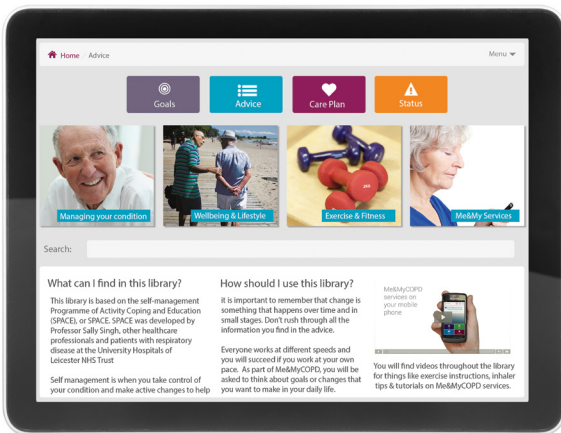 Home Advice
Menu
Goals
Advice
Care Plan
Status
Managing your condition
Wellbeing & Lifestyle
Exercise & Fitness
Me&My Services
Search:
What can I find in this library?
This library is based on the self-management
Programme of Activity Coping and Education
(SPACE), or SPACE. SPACE was developed by
Professor Sally Singh, other healthcare
professionals and patients with respiratory
disease at the University Hospitals of
Leicester NHS Trust
Self management is when you take control of
your condition and make active changes to help
How should I use this library?
it is important to remember that change is
something that happens over time and in
small stages. Don't rush through all the
information you find in the advice.
Everyone works at different speeds and
you will succeed if you work at your own
pace. As part of Me&MyCOPD, you will be
asked to think about goals or changes that
you want to make in your daily life.
Me&MyCOPD
services on
your mobile
phone
You will find videos throughout the library
for things like exercise instructions, inhaler
tips & tutorials on Me&MyCOPD services.